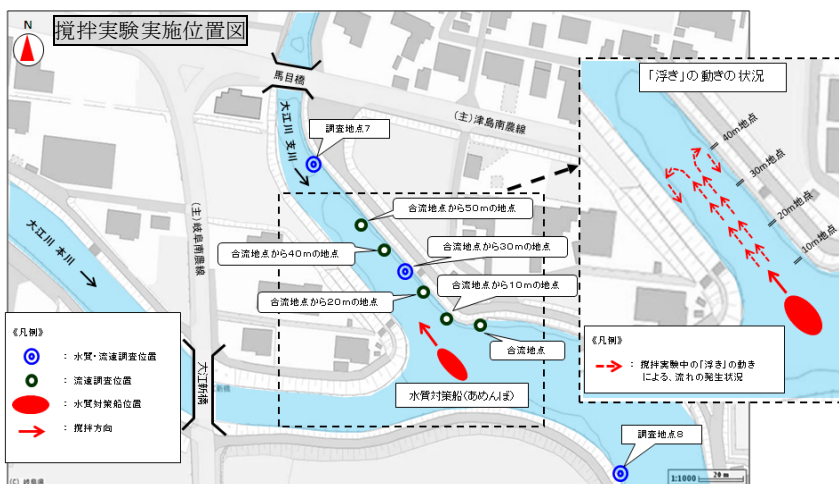 撹拌実験実施位置図
N
馬目橋
(主)津島南農線
大江川 支川
調査地点7
大江川 本川
(主)岐阜南農線
合流地点から50mの地点
合流地点から40mの地点
合流地点から30mの地点
合流地点から20mの地点
合流地点から10mの地点
合流地点
水質対策船(あめんぼ)
大江新橋
調査地点8
《凡例》
: 水質・流速調査位置
: 流速調査位置
: 水質対策船位置
: 撹拌方向
「浮き」の動きの状況
40m地点
30m地点
20m地点
10m地点
《凡例》
: 撹拌実験中の「浮き」の動き
による、流れの発生状況
(C) 岐阜県
1:1000 20 m